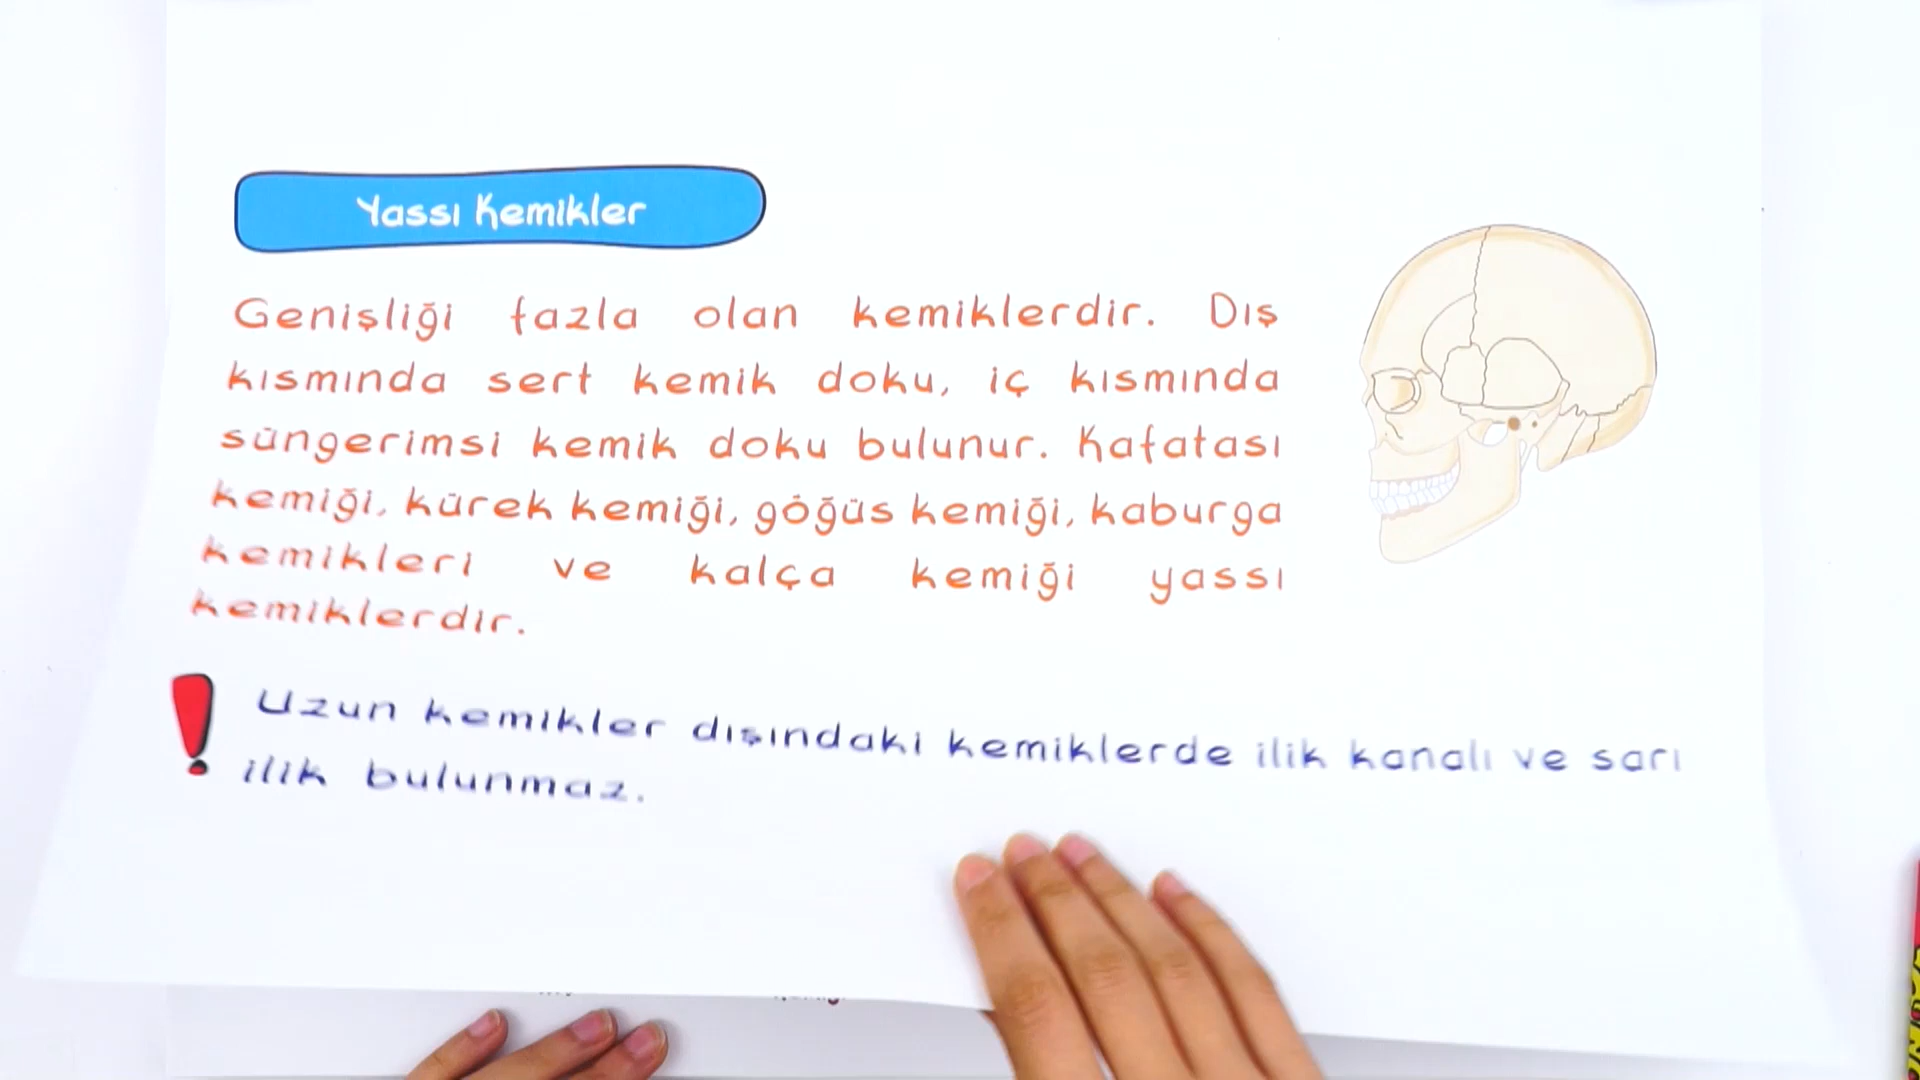 Yassı Kemikler
Genişliği fazla olan kemiklerdir. Dış
kısmında sert kemik doku, iç kısmında
süngerimsi kemik doku bulunur. Kafatası
kemiği, kürek kemiği, göğüs kemiği, kaburga
kemikleri ve kalça kemiği yassı
kemiklerdir.
Uzun kemikler dışındaki kemiklerde ilik kanalı ve sarı
ilik bulunmaz.